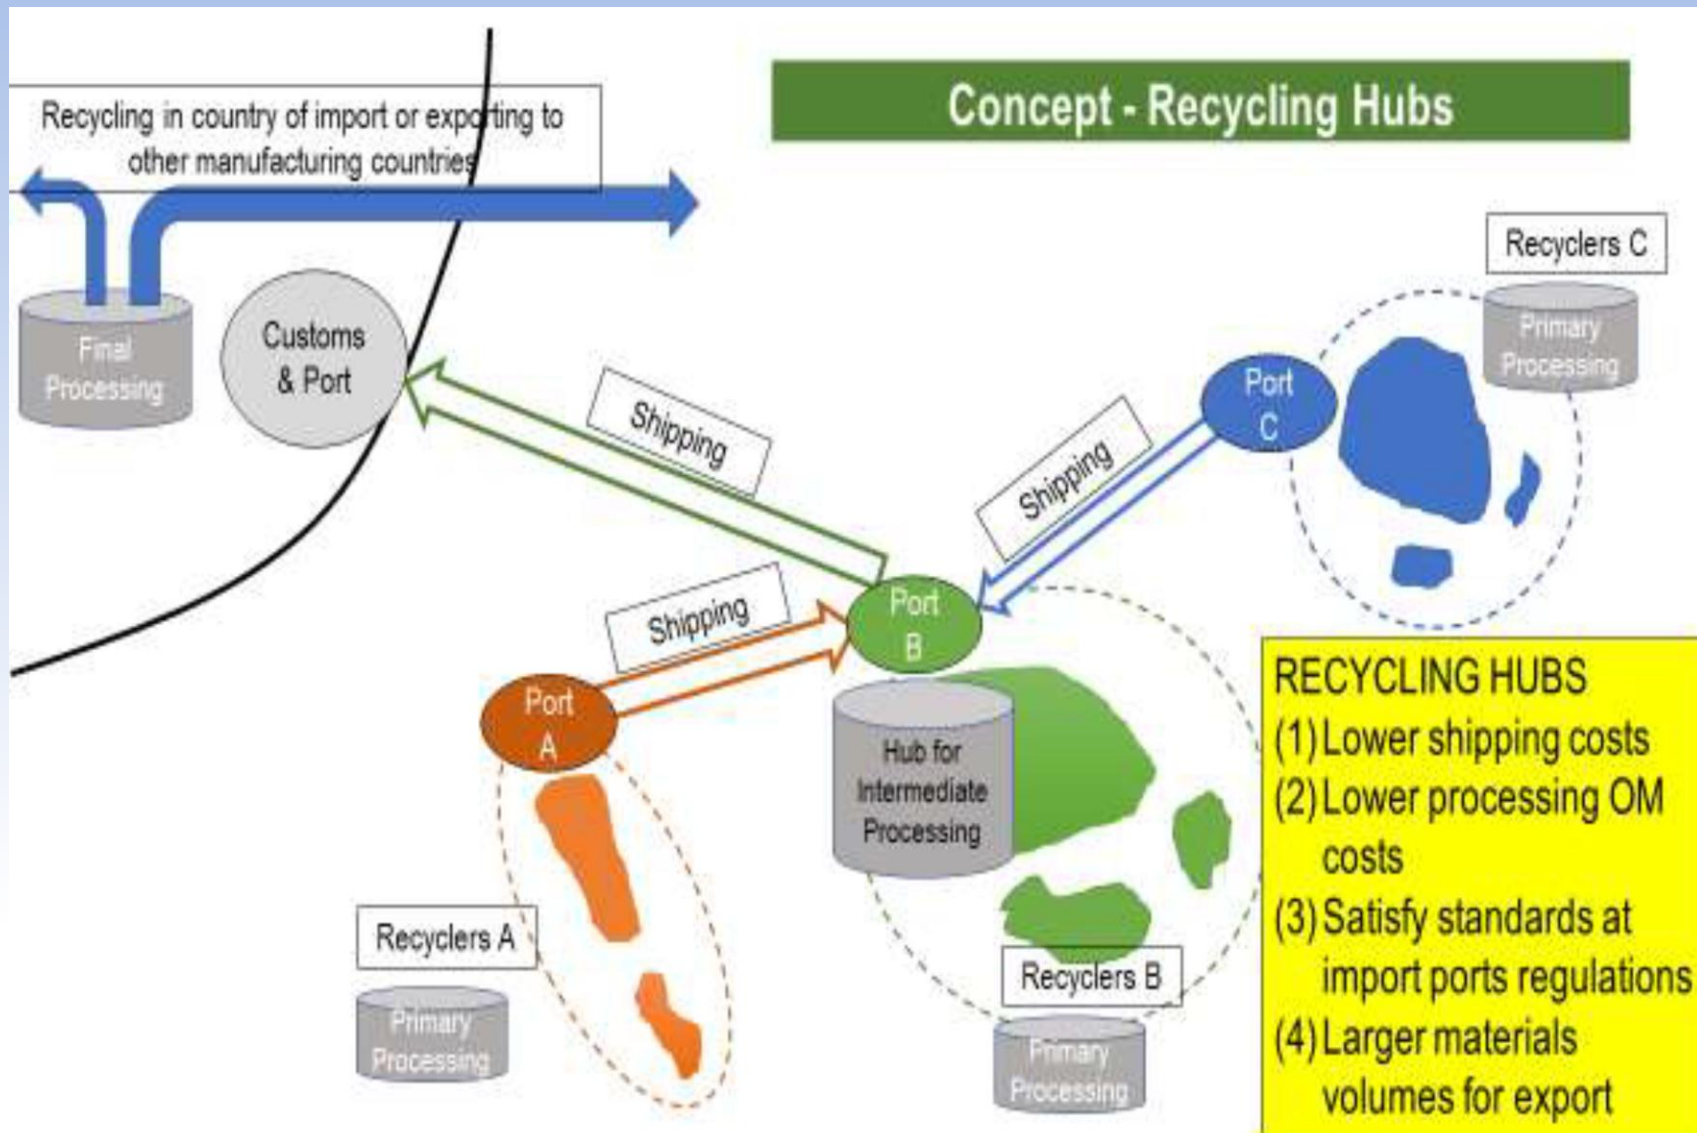 Concept - Recycling Hubs
Recycling in country of import or exporting to
other manufacturing countries
Final
Processing
Customs
& Port
Shipping
Shipping
Shipping
Port
C
Recyclers C
Primary
Processing
Port
B
Hub for
Intermediate
Processing
Port
A
Recyclers A
Primary
Processing
Recyclers B
Primary
Processing
RECYCLING HUBS
(1) Lower shipping costs
(2) Lower processing OM
costs
(3) Satisfy standards at
import ports regulations
(4) Larger materials
volumes for export